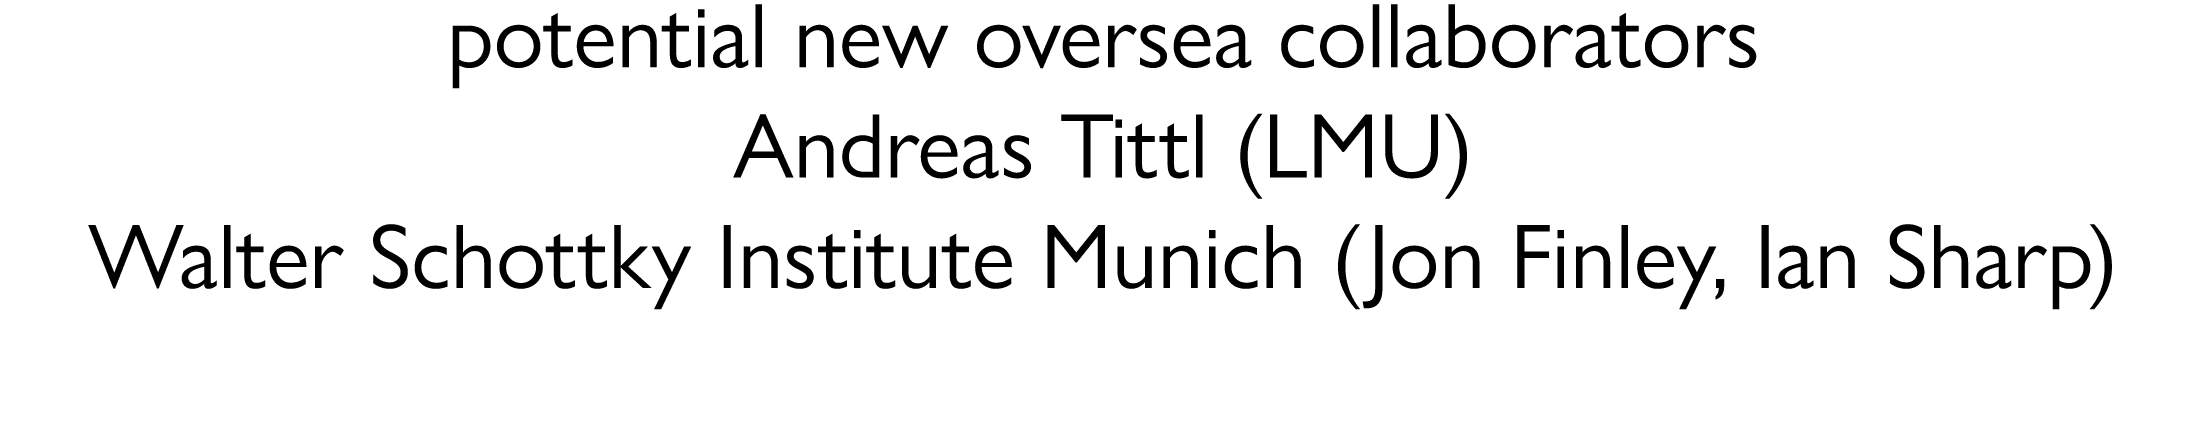 potential new oversea collaborators
Andreas Tittl (LMU)
Walter Schottky Institute Munich (Jon Finley, Ian Sharp)